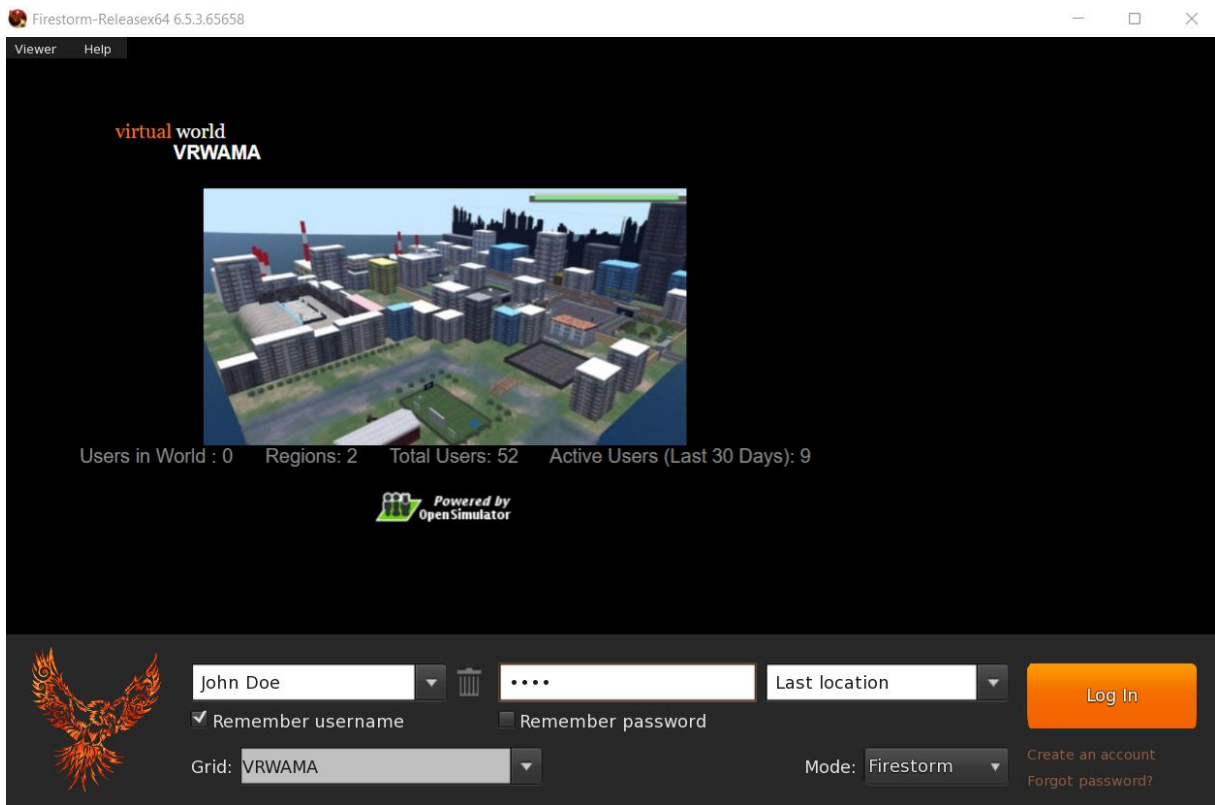 Firestorm-Releasex64 6.5.3.65658
Viewer Help
virtual world
VRWAMA
Users in World : 0 Regions: 2 Total Users: 52 Active Users (Last 30 Days): 9
Powered by
OpenSimulator
John Doe •••• Last location Log In
Remember username Remember password
Grid: VRWAMA Mode: Firestorm Create an account
Forgot password?